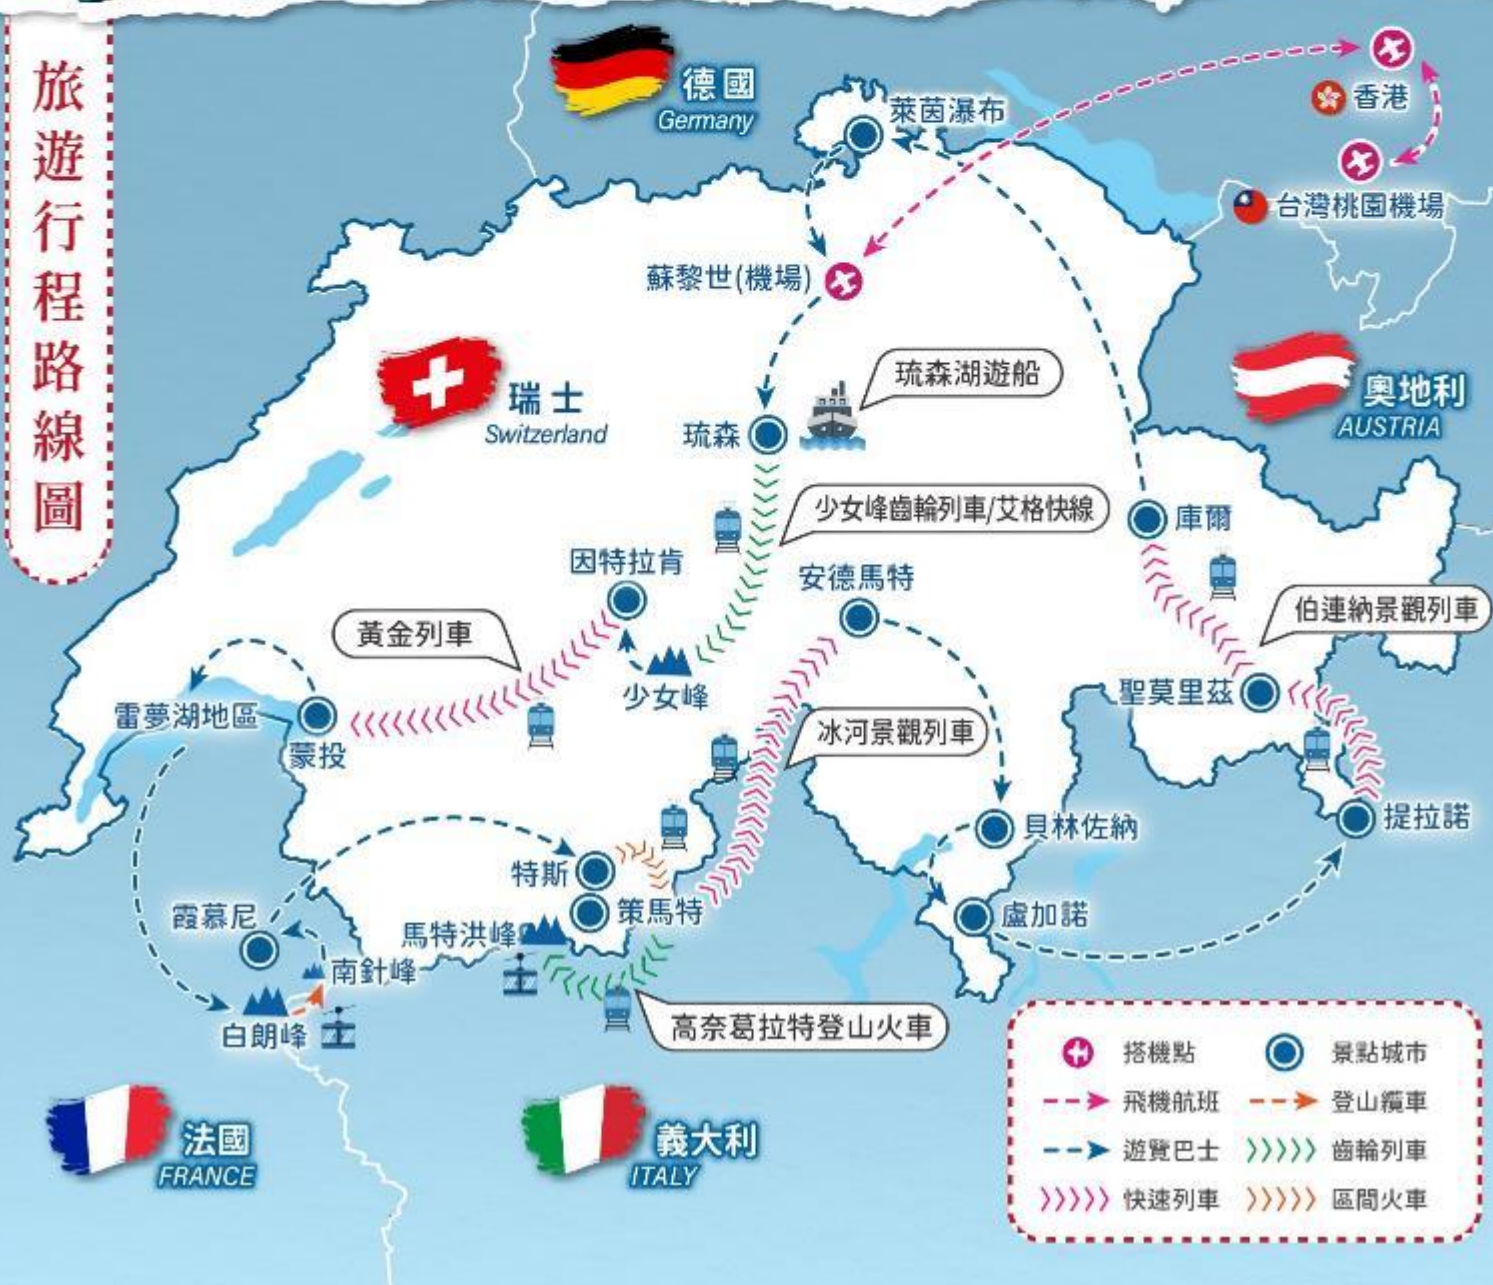 旅遊行程路線圖
德國
Germany
萊茵瀑布
香港
台灣桃園機場
蘇黎世(機場)
瑞士
Switzerland
琉森湖遊船
奧地利
AUSTRIA
琉森
少女峰齒輪列車/艾格快線
庫爾
因特拉肯
安德馬特
伯連納景觀列車
黃金列車
少女峰
聖莫里茲
雷夢湖地區
蒙投
冰河景觀列車
貝林佐納
提拉諾
特斯
策馬特
霞慕尼
馬特洪峰
盧加諾
南針峰
白朗峰
高奈葛拉特登山火車
法國
FRANCE
義大利
ITALY
搭機點
景點城市
飛機航班
登山纜車
遊覽巴士
齒輪列車
快速列車
區間火車